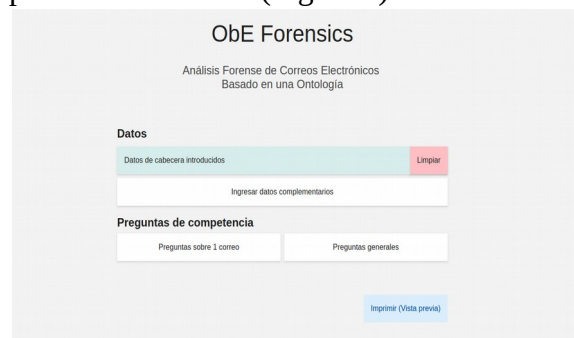 ObE Forensics
Análisis Forense de Correos Electrónicos
Basado en una Ontología
Datos
Datos de cabecera introducidos
Limpiar
Ingresar datos complementarios
Preguntas de competencia
Preguntas sobre 1 correo
Preguntas generales
Imprimir (Vista previa)